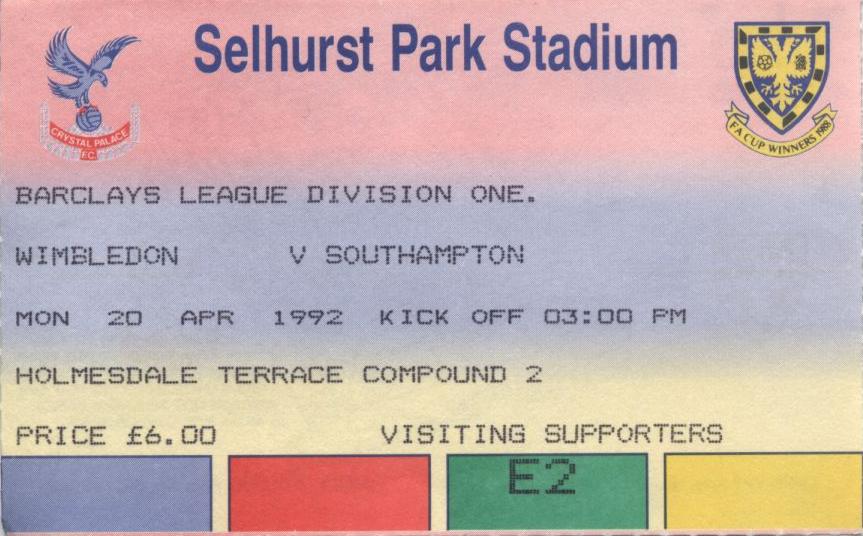 Selhurst Park Stadium
CRYSTAL PALACE
F.C.
FA CUP WINNERS 1988
BARCLAYS LEAGUE DIVISION ONE.
WIMBLEDON V SOUTHAMPTON
MON 20 APR 1992 KICK OFF 03:00 PM
HOLMESDALE TERRACE COMPOUND 2
PRICE £6.00 VISITING SUPPORTERS
E2